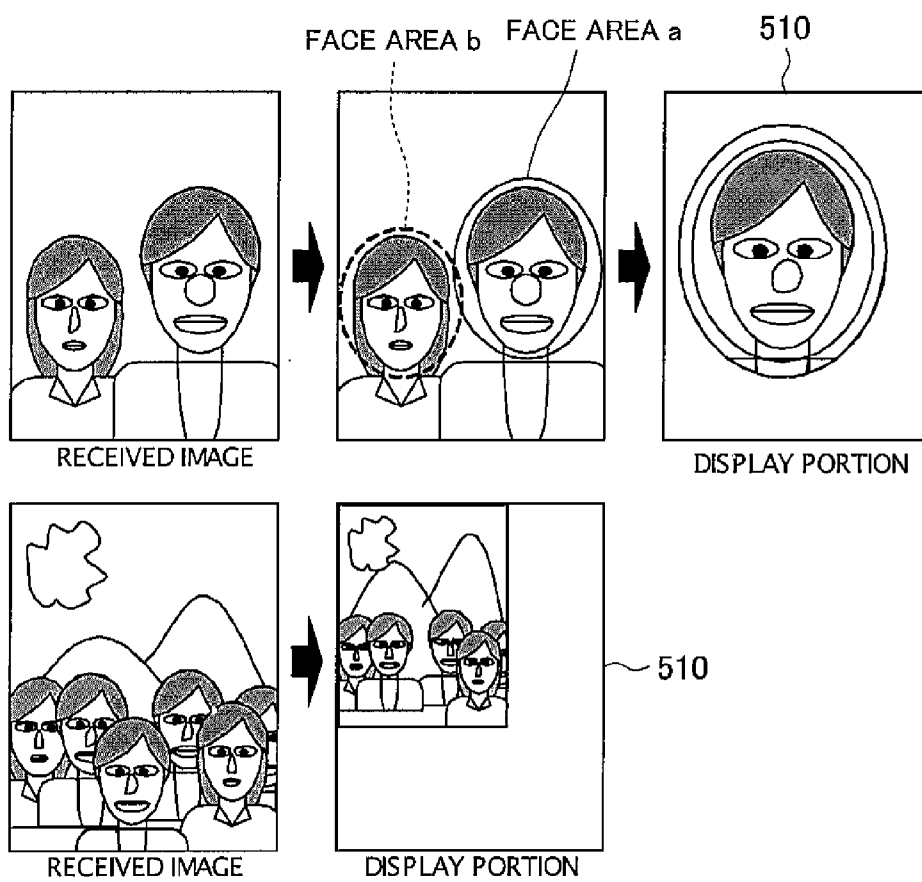 FACE AREA b
FACE AREA a
510
RECEIVED IMAGE
DISPLAY PORTION
510
RECEIVED IMAGE
DISPLAY PORTION